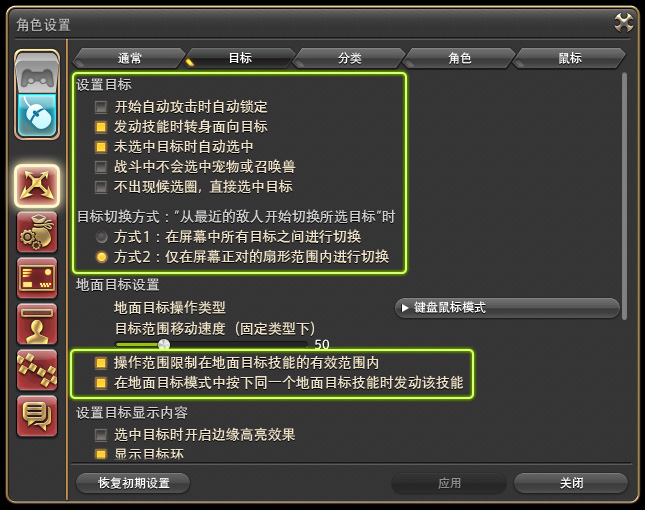 角色设置
通常
目标
分类
角色
鼠标
设置目标
开始自动攻击时自动锁定
发动技能时转身面向目标
未选中目标时自动选中
战斗中不会选中宠物或召唤兽
不出现候选圈，直接选中目标
目标切换方式："从最近的敌人开始切换所选目标"时
方式1：在屏幕中所有目标之间进行切换
方式2：仅在屏幕正对的扇形范围内进行切换
地面目标设置
地面目标操作类型
键盘鼠标模式
目标范围移动速度（固定类型下）
50
操作范围限制在地面目标技能的有效范围内
在地面目标模式中按下同一个地面目标技能时发动该技能
设置目标显示内容
选中目标时开启边缘高亮效果
显示目标环
恢复初期设置
应用
关闭